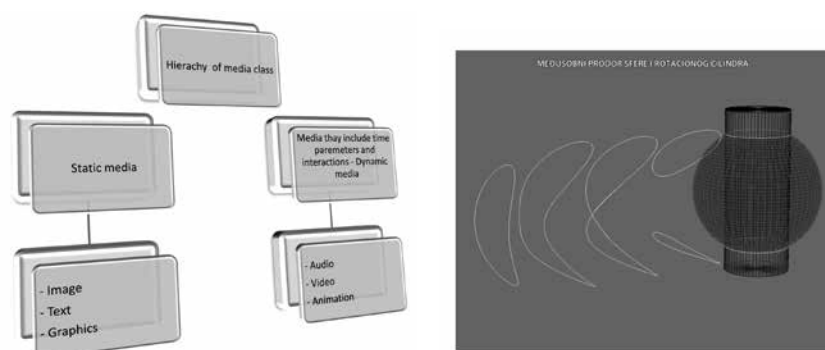 Hierachy of media class
Static media
Media thay include time
paremeters and
interactions - Dynamic
media
- Image
- Text
- Graphics
- Audio
- Video
- Animation
MEĐUSOBNI PRODOR SFERE I ROTACIONOG CILINDRA